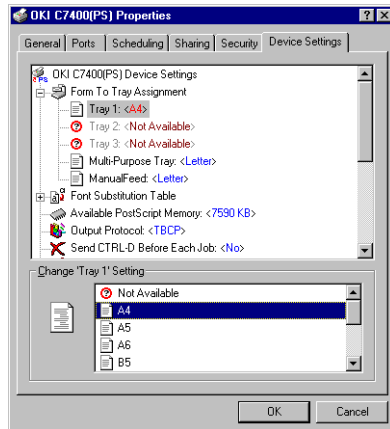 OKI C7400(PS) Properties
General Ports Scheduling Sharing Security Device Settings
OKI C7400(PS) Device Settings
Form To Tray Assignment
Tray 1: <A4>
Tray 2: <Not Available>
Tray 3: <Not Available>
Multi-Purpose Tray: <Letter>
ManualFeed: <Letter>
Font Substitution Table
Available PostScript Memory: <7590 KB>
Output Protocol: <TBCP>
Send CTRL-D Before Each Job: <No>
Change 'Tray 1' Setting
Not Available
A4
A5
A6
B5
OK Cancel